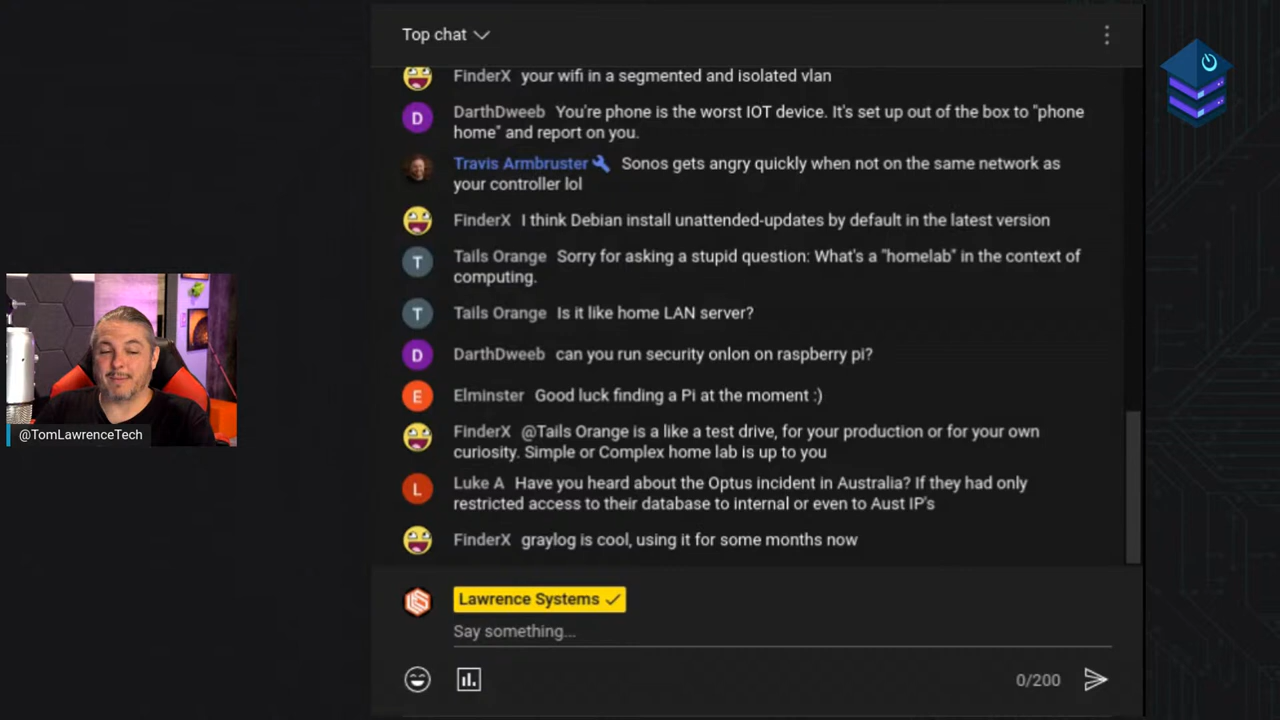 Top chat
FinderX your wifi in a segmented and isolated vlan
DarthDweeb You're phone is the worst IOT device. It's set up out of the box to "phone
home" and report on you.
Travis Armbruster Sonos gets angry quickly when not on the same network as
your controller lol
FinderX I think Debian install unattended-updates by default in the latest version
T
Tails Orange Sorry for asking a stupid question: What's a "homelab" in the context of
computing.
T
Tails Orange Is it like home LAN server?
D
DarthDweeb can you run security onlon on raspberry pi?
E
Elminster Good luck finding a Pi at the moment :)
FinderX @Tails Orange is a like a test drive, for your production or for your own
curiosity. Simple or Complex home lab is up to you
L
Luke A Have you heard about the Optus incident in Australia? If they had only
restricted access to their database to internal or even to Aust IP's
FinderX graylog is cool, using it for some months now
Lawrence Systems
Say something...
0/200
@TomLawrenceTech
D